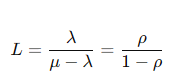 L = λ / (μ − λ) = ρ / (1 − ρ)